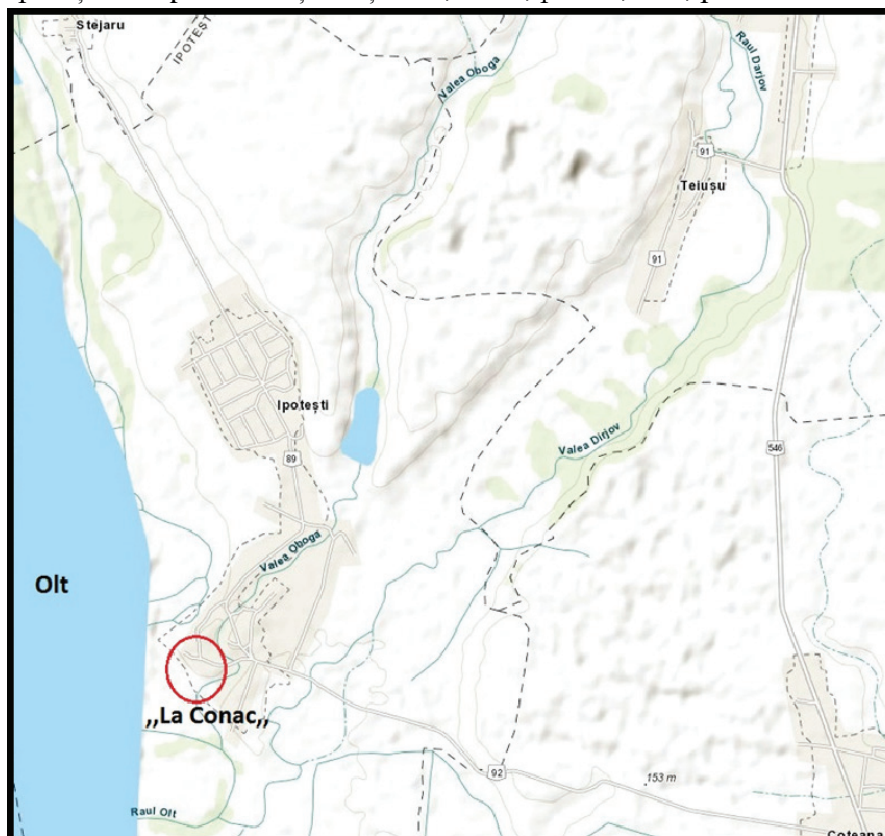 Stejaru
IPOTEȘTI
Valea Oboga
Raul Darjov
91
Teiușu
91
Ipotești
89
Valea Dirjov
546
Valea Oboga
Olt
,,La Conac,,
92
153 m
Raul Olt
Coteana